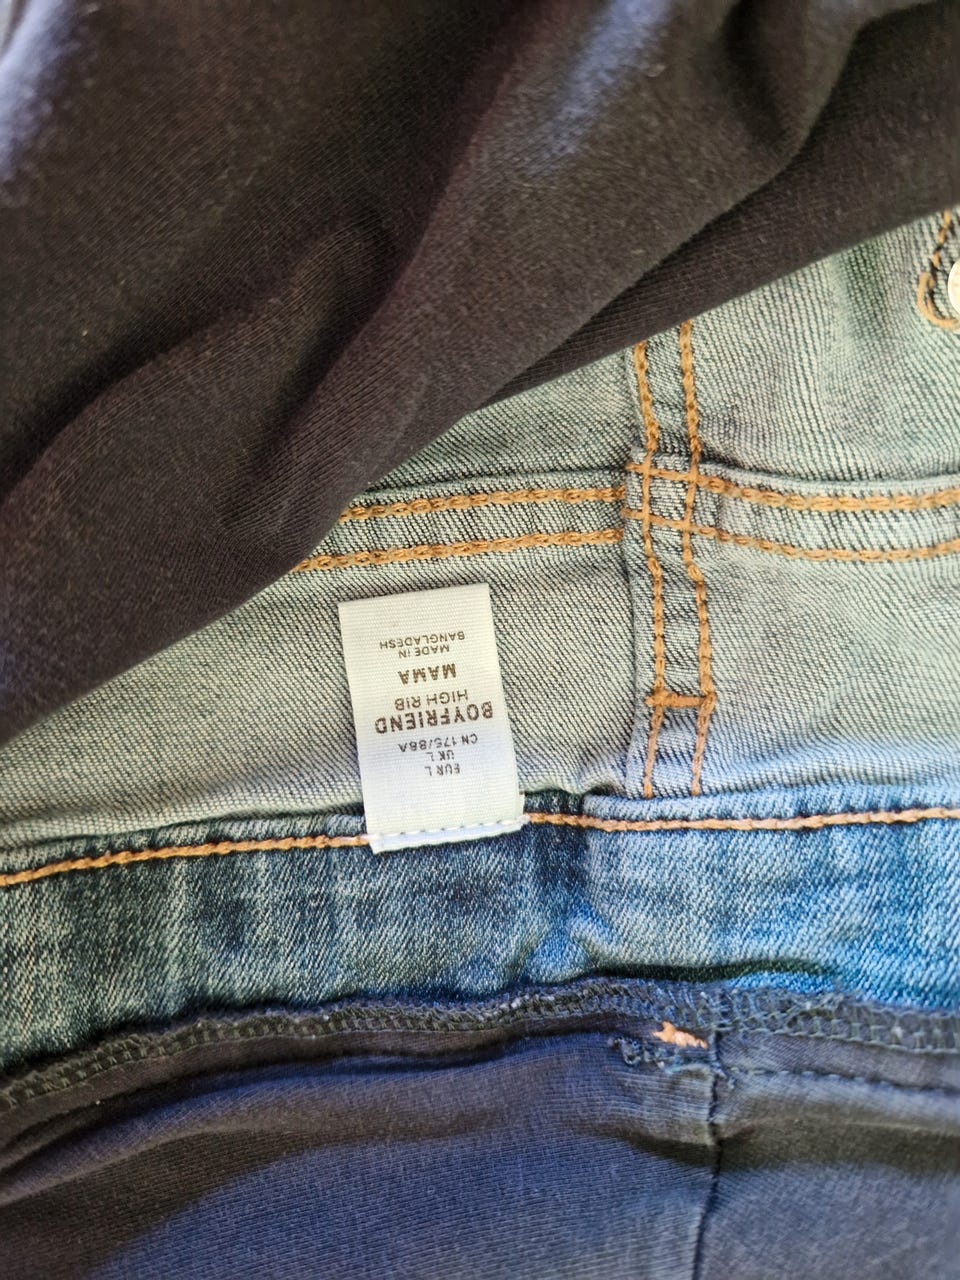 EUR L
UK L
CN 175/88A
BOYFRIEND
HIGH RIB
MAMA
MADE IN
BANGLADESH